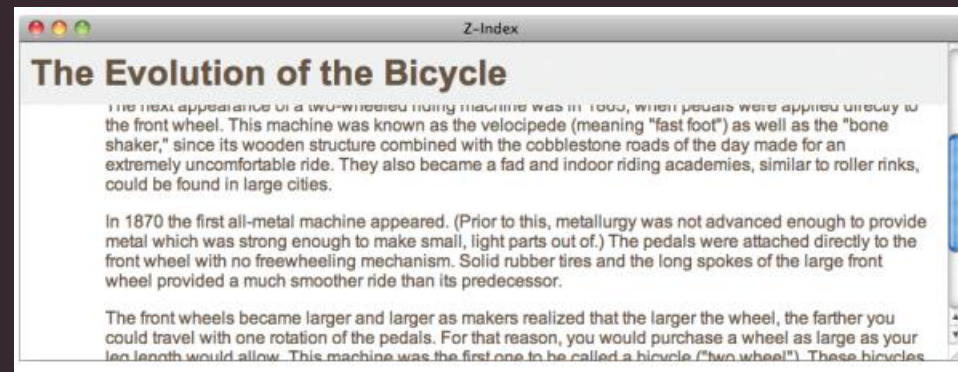 Z-Index
The Evolution of the Bicycle
The next appearance of a two-wheeled riding machine was in 1865, when pedals were applied directly to
the front wheel. This machine was known as the velocipede (meaning "fast foot") as well as the "bone
shaker," since its wooden structure combined with the cobblestone roads of the day made for an
extremely uncomfortable ride. They also became a fad and indoor riding academies, similar to roller rinks,
could be found in large cities.
In 1870 the first all-metal machine appeared. (Prior to this, metallurgy was not advanced enough to provide
metal which was strong enough to make small, light parts out of.) The pedals were attached directly to the
front wheel with no freewheeling mechanism. Solid rubber tires and the long spokes of the large front
wheel provided a much smoother ride than its predecessor.
The front wheels became larger and larger as makers realized that the larger the wheel, the farther you
could travel with one rotation of the pedals. For that reason, you would purchase a wheel as large as your
leg length would allow. This machine was the first one to be called a bicycle ("two wheel"). These bicycles